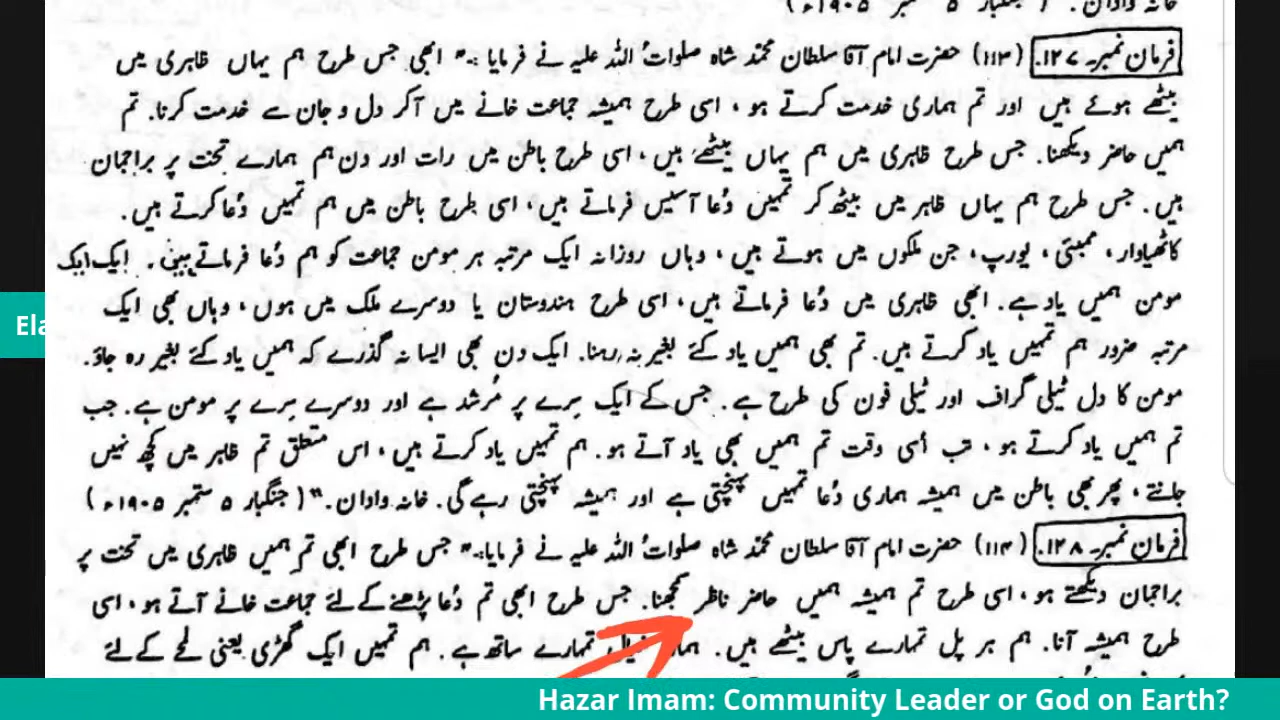 خانہ وادان. " ( جنگبار ۵ ستمبر ۱۹۰۵ء )
فرمان نمبر۔ ۱۲۷. (۱۱۳) حضرت امام آقا سلطان محمّد شاہ صلواتُ اللہ علیہ نے فرمایا :۔" ابھی جس طرح ہم یہاں ظاہری میں
بیٹھے ہوئے ہیں اور تم ہماری خدمت کرتے ہو ، اسی طرح ہمیشہ جماعت خانے میں آکر دل و جان سے خدمت کرنا. تم
ہمیں حاضر دیکھنا. جس طرح ظاہری میں ہم یہاں بیٹھے ہیں، اسی طرح باطن میں رات اور دن ہم ہمارے تخت پر براجمان
ہیں. جس طرح ہم یہاں ظاہر میں بیٹھ کر تمہیں دُعا آسیس فرماتے ہیں، اسی طرح باطن میں ہم تمہیں دُعا کرتے ہیں.
کاٹھیاوار، ممبئی، یورپ، جن ملکوں میں ہوتے ہیں ، وہاں روزانہ ایک مرتبہ ہر مومن جماعت کو ہم دُعا فرماتے ہیں. ایک ایک
مومن ہمیں یاد ہے. ابھی ظاہری میں دُعا فرماتے ہیں، اسی طرح ہندوستان یا دوسرے ملک میں ہوں، وہاں بھی ایک
مرتبہ ضرور ہم تمہیں یاد کرتے ہیں. تم بھی ہمیں یاد کئے بغیر نہ رہنا. ایک دن بھی ایسا نہ گذرے کہ ہمیں یاد کئے بغیر رہ جاؤ.
مومن کا دل ٹیلی گراف اور ٹیلی فون کی طرح ہے. جس کے ایک سِرے پر مُرشد ہے اور دوسرے سِرے پر مومن ہے. جب
تم ہمیں یاد کرتے ہو ، تب اُسی وقت تم ہمیں بھی یاد آتے ہو. ہم تمہیں یاد کرتے ہیں، اس متعلق تم ظاہر میں کچھ نہیں
جانتے، پھر بھی باطن میں ہمیشہ ہماری دُعا تمہیں پہنچتی ہے اور ہمیشہ پہنچتی رہے گی. خانہ وادان. " ( جنگبار ۵ ستمبر ۱۹۰۵ء )
فرمان نمبر۔ ۱۲۸. (۱۱۴) حضرت امام آقا سلطان محمّد شاہ صلواتُ اللہ علیہ نے فرمایا:۔" جس طرح ابھی تم ہمیں ظاہری میں تخت پر
براجمان دیکھتے ہو، اسی طرح تم ہمیشہ ہمیں حاضر ناظر سمجھنا. جس طرح ابھی تم دُعا پڑھنے کے لئے جماعت خانے آتے ہو، اسی
طرح ہمیشہ آنا. ہم ہر پل تمہارے پاس بیٹھے ہیں. خیال تمہارے ساتھ ہے. ہم تمہیں ایک گھڑی یعنی لمحے کے لئے
Ela
Hazar Imam: Community Leader or God on Earth?